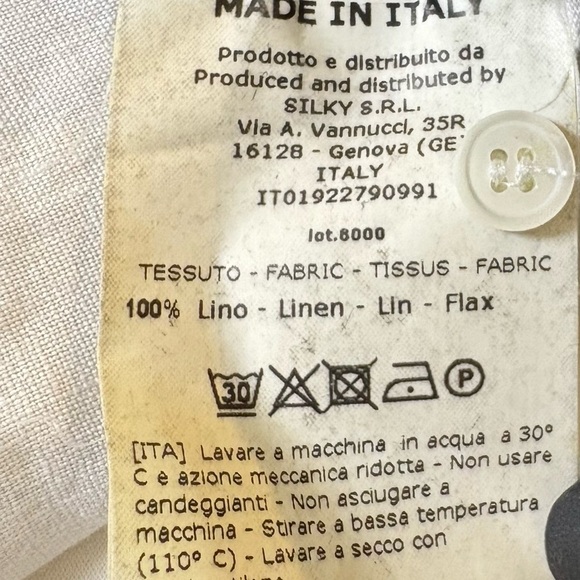 MADE IN ITALY
Prodotto e distribuito da
Produced and distributed by
SILKY S.R.L.
Via A. Vannucci, 35R
16128 - Genova (GE
ITALY
IT01922790991
lot.8000
TESSUTO - FABRIC - TISSUS - FABRIC
100% Lino - Linen - Lin - Flax
30 P
[ITA] Lavare a macchina in acqua a 30°
C e azione meccanica ridotta - Non usare
candeggianti - Non asciugare a
macchina - Stirare a bassa temperatura
(110° C) - Lavare a secco con